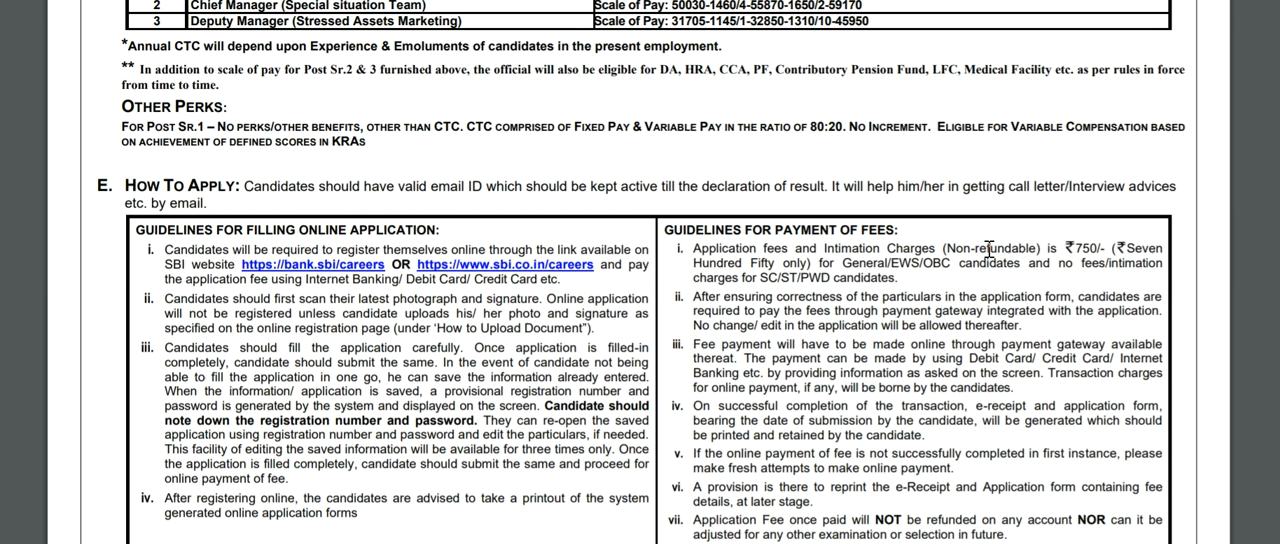 2 Chief Manager (Special situation Team) Scale of Pay: 50030-1460/4-55870-1650/2-59170
3 Deputy Manager (Stressed Assets Marketing) Scale of Pay: 31705-1145/1-32850-1310/10-45950
*Annual CTC will depend upon Experience & Emoluments of candidates in the present employment.
** In addition to scale of pay for Post Sr.2 & 3 furnished above, the official will also be eligible for DA, HRA, CCA, PF, Contributory Pension Fund, LFC, Medical Facility etc. as per rules in force
from time to time.
OTHER PERKS:
FOR POST SR.1 – NO PERKS/OTHER BENEFITS, OTHER THAN CTC. CTC COMPRISED OF FIXED PAY & VARIABLE PAY IN THE RATIO OF 80:20. NO INCREMENT. ELIGIBLE FOR VARIABLE COMPENSATION BASED
ON ACHIEVEMENT OF DEFINED SCORES IN KRAS
E. HOW TO APPLY: Candidates should have valid email ID which should be kept active till the declaration of result. It will help him/her in getting call letter/Interview advices
etc. by email.
GUIDELINES FOR FILLING ONLINE APPLICATION:
i. Candidates will be required to register themselves online through the link available on
SBI website https://bank.sbi/careers OR https://www.sbi.co.in/careers and pay
the application fee using Internet Banking/ Debit Card/ Credit Card etc.
ii. Candidates should first scan their latest photograph and signature. Online application
will not be registered unless candidate uploads his/ her photo and signature as
specified on the online registration page (under ‘How to Upload Document”).
iii. Candidates should fill the application carefully. Once application is filled-in
completely, candidate should submit the same. In the event of candidate not being
able to fill the application in one go, he can save the information already entered.
When the information/ application is saved, a provisional registration number and
password is generated by the system and displayed on the screen. Candidate should
note down the registration number and password. They can re-open the saved
application using registration number and password and edit the particulars, if needed.
This facility of editing the saved information will be available for three times only. Once
the application is filled completely, candidate should submit the same and proceed for
online payment of fee.
iv. After registering online, the candidates are advised to take a printout of the system
generated online application forms
GUIDELINES FOR PAYMENT OF FEES:
i. Application fees and Intimation Charges (Non-refundable) is ₹750/- (₹Seven
Hundred Fifty only) for General/EWS/OBC candidates and no fees/intimation
charges for SC/ST/PWD candidates.
ii. After ensuring correctness of the particulars in the application form, candidates are
required to pay the fees through payment gateway integrated with the application.
No change/ edit in the application will be allowed thereafter.
iii. Fee payment will have to be made online through payment gateway available
thereat. The payment can be made by using Debit Card/ Credit Card/ Internet
Banking etc. by providing information as asked on the screen. Transaction charges
for online payment, if any, will be borne by the candidates.
iv. On successful completion of the transaction, e-receipt and application form,
bearing the date of submission by the candidate, will be generated which should
be printed and retained by the candidate.
v. If the online payment of fee is not successfully completed in first instance, please
make fresh attempts to make online payment.
vi. A provision is there to reprint the e-Receipt and Application form containing fee
details, at later stage.
vii. Application Fee once paid will NOT be refunded on any account NOR can it be
adjusted for any other examination or selection in future.